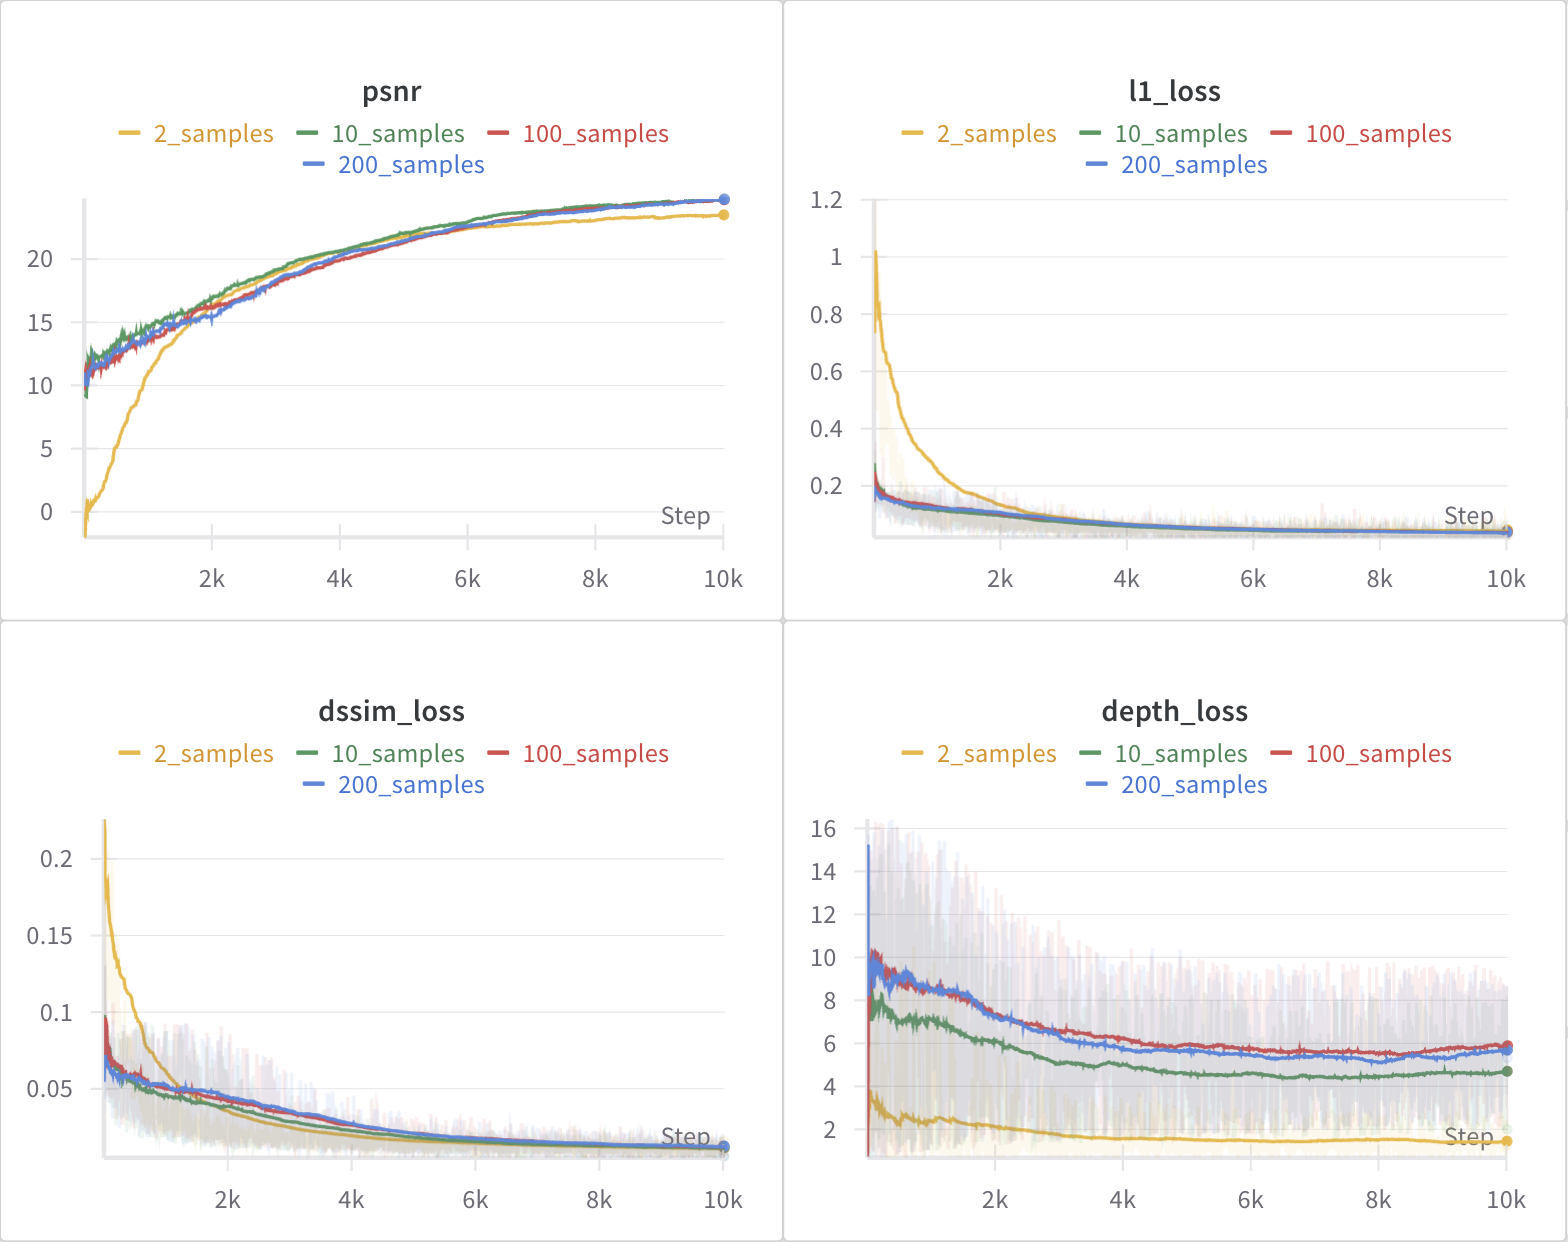 psnr
2_samples 10_samples 100_samples
200_samples
20
15
10
5
0
Step
2k 4k 6k 8k 10k
l1_loss
2_samples 10_samples 100_samples
200_samples
1.2
1
0.8
0.6
0.4
0.2
Step
2k 4k 6k 8k 10k
dssim_loss
2_samples 10_samples 100_samples
200_samples
0.2
0.15
0.1
0.05
Step
2k 4k 6k 8k 10k
depth_loss
2_samples 10_samples 100_samples
200_samples
16
14
12
10
8
6
4
2
Step
2k 4k 6k 8k 10k